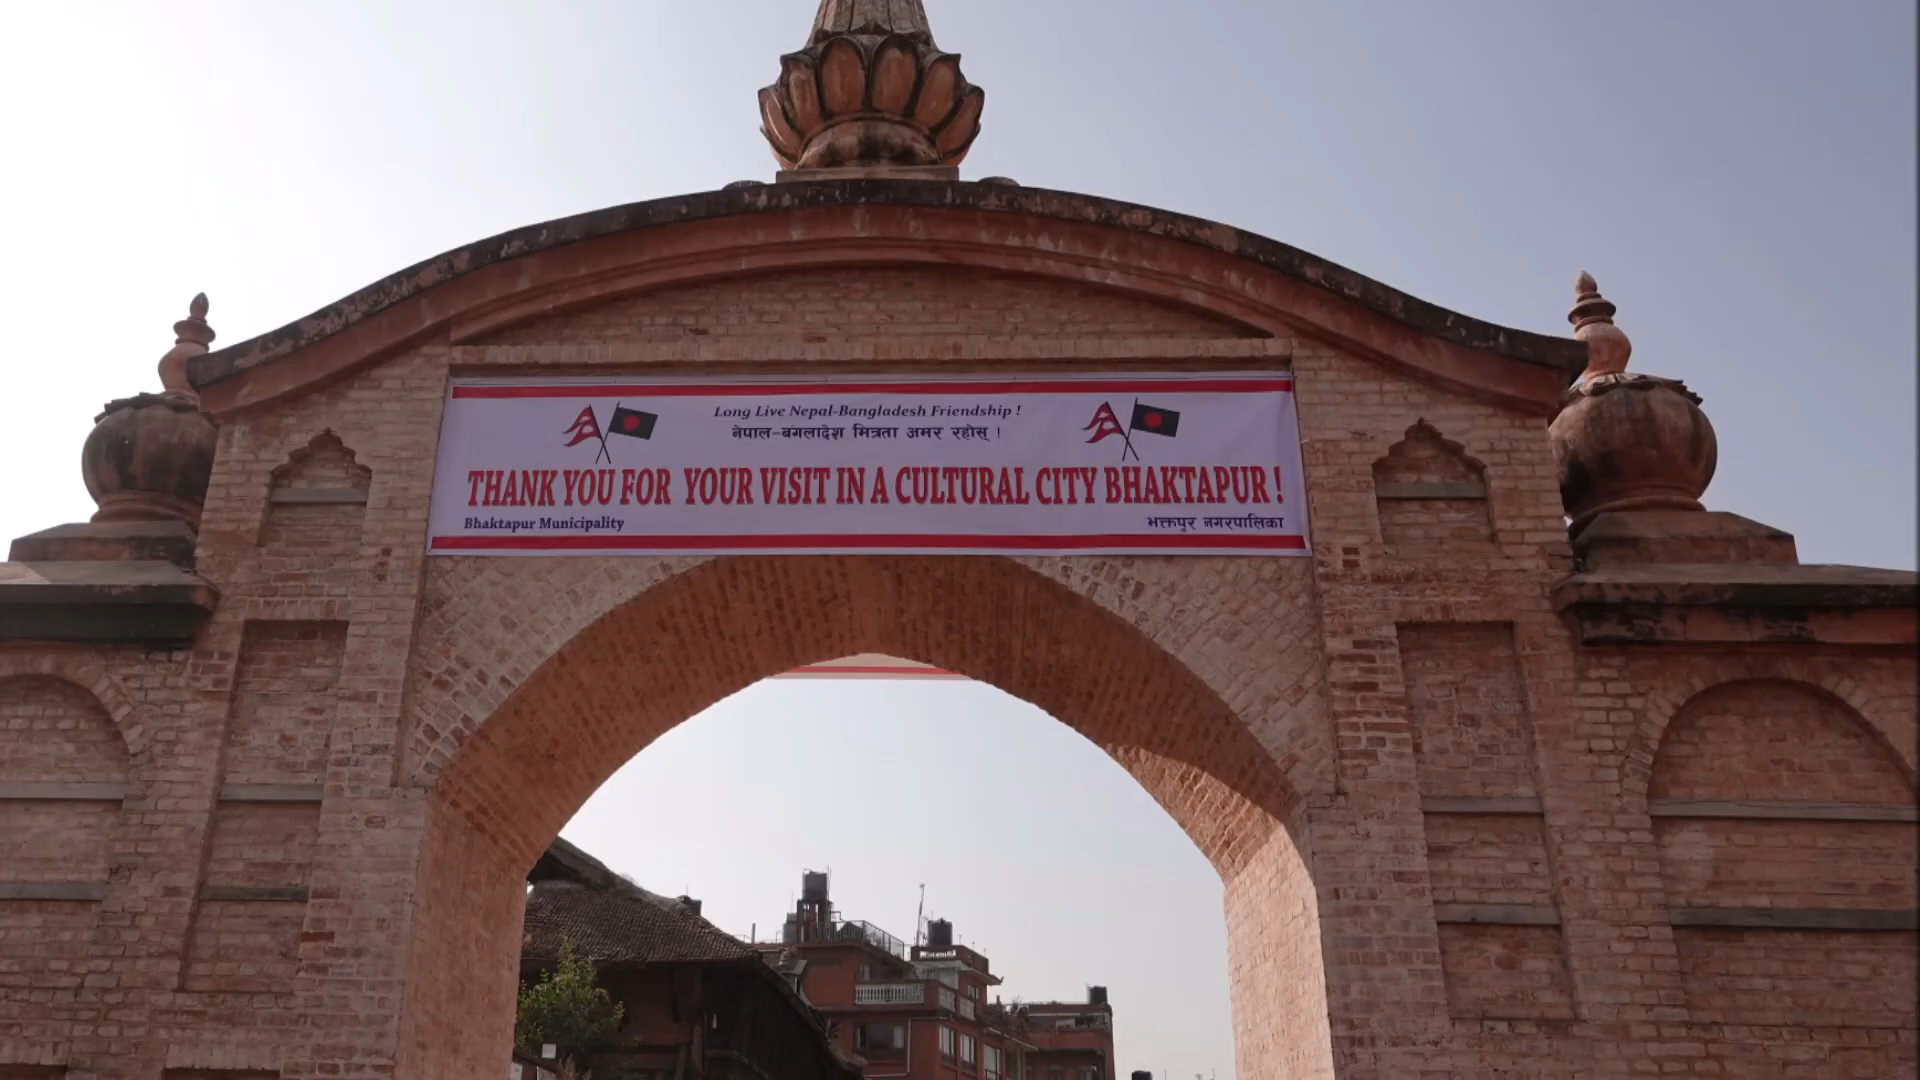 Long Live Nepal-Bangladesh Friendship !
नेपाल-बंगलादेश मित्रता अमर रहोस् ।
THANK YOU FOR YOUR VISIT IN A CULTURAL CITY BHAKTAPUR !
Bhaktapur Municipality
भक्तपुर नगरपालिका